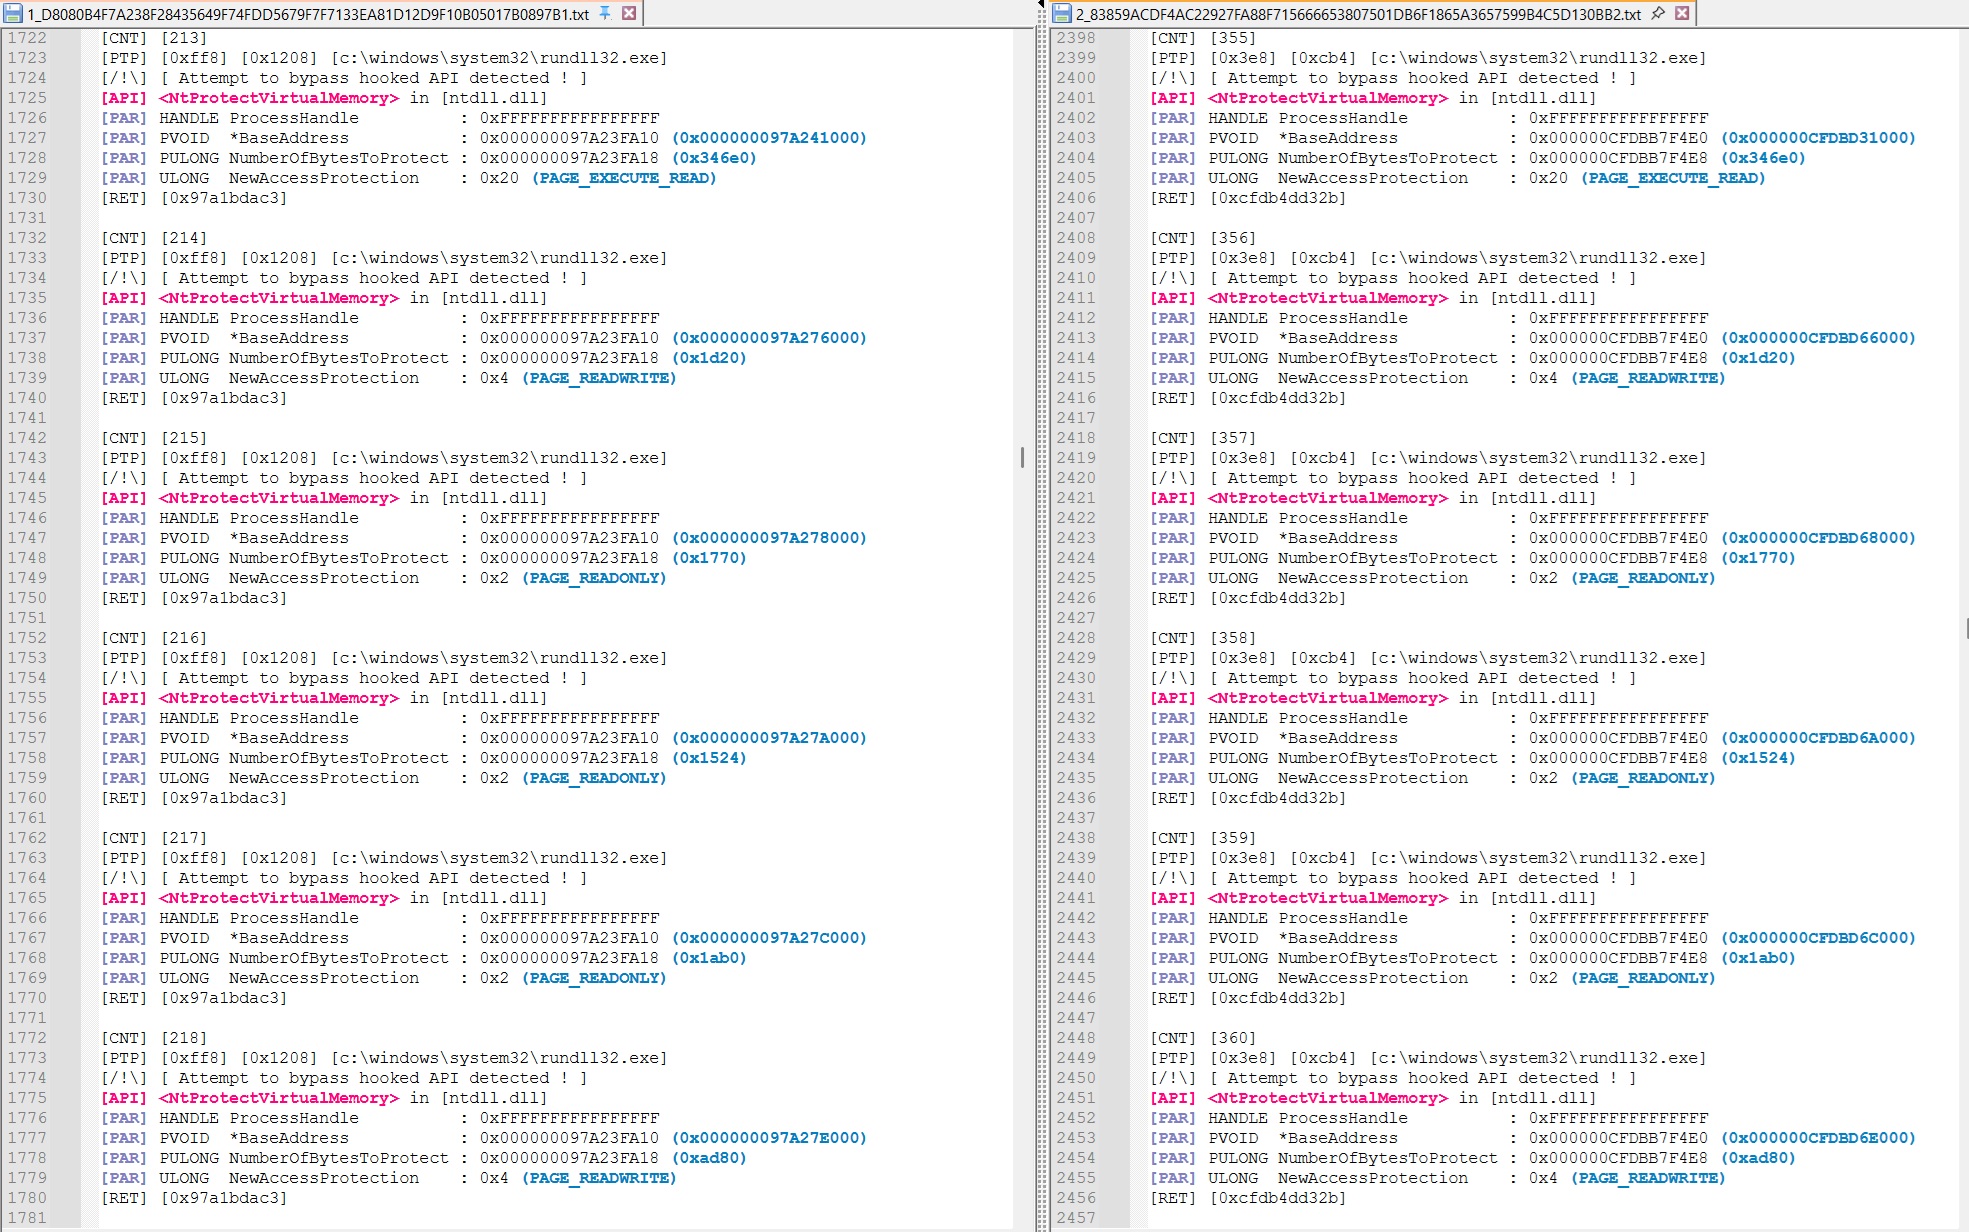 1_D8080B4F7A238F28435649F74FDD5679F7F7133EA81D12D9F10B05017B0897B1.txt
1722 [CNT] [213]
1723 [PTP] [0xff8] [0x1208] [c:\windows\system32\rundll32.exe]
1724 [/!\] [ Attempt to bypass hooked API detected ! ]
1725 [API] <NtProtectVirtualMemory> in [ntdll.dll]
1726 [PAR] HANDLE ProcessHandle : 0xFFFFFFFFFFFFFFFF
1727 [PAR] PVOID *BaseAddress : 0x000000097A23FA10 (0x000000097A241000)
1728 [PAR] PULONG NumberOfBytesToProtect : 0x000000097A23FA18 (0x346e0)
1729 [PAR] ULONG NewAccessProtection : 0x20 (PAGE_EXECUTE_READ)
1730 [RET] [0x97a1bdac3]
1731
1732 [CNT] [214]
1733 [PTP] [0xff8] [0x1208] [c:\windows\system32\rundll32.exe]
1734 [/!\] [ Attempt to bypass hooked API detected ! ]
1735 [API] <NtProtectVirtualMemory> in [ntdll.dll]
1736 [PAR] HANDLE ProcessHandle : 0xFFFFFFFFFFFFFFFF
1737 [PAR] PVOID *BaseAddress : 0x000000097A23FA10 (0x000000097A276000)
1738 [PAR] PULONG NumberOfBytesToProtect : 0x000000097A23FA18 (0x1d20)
1739 [PAR] ULONG NewAccessProtection : 0x4 (PAGE_READWRITE)
1740 [RET] [0x97a1bdac3]
1741
1742 [CNT] [215]
1743 [PTP] [0xff8] [0x1208] [c:\windows\system32\rundll32.exe]
1744 [/!\] [ Attempt to bypass hooked API detected ! ]
1745 [API] <NtProtectVirtualMemory> in [ntdll.dll]
1746 [PAR] HANDLE ProcessHandle : 0xFFFFFFFFFFFFFFFF
1747 [PAR] PVOID *BaseAddress : 0x000000097A23FA10 (0x000000097A278000)
1748 [PAR] PULONG NumberOfBytesToProtect : 0x000000097A23FA18 (0x1770)
1749 [PAR] ULONG NewAccessProtection : 0x2 (PAGE_READONLY)
1750 [RET] [0x97a1bdac3]
1751
1752 [CNT] [216]
1753 [PTP] [0xff8] [0x1208] [c:\windows\system32\rundll32.exe]
1754 [/!\] [ Attempt to bypass hooked API detected ! ]
1755 [API] <NtProtectVirtualMemory> in [ntdll.dll]
1756 [PAR] HANDLE ProcessHandle : 0xFFFFFFFFFFFFFFFF
1757 [PAR] PVOID *BaseAddress : 0x000000097A23FA10 (0x000000097A27A000)
1758 [PAR] PULONG NumberOfBytesToProtect : 0x000000097A23FA18 (0x1524)
1759 [PAR] ULONG NewAccessProtection : 0x2 (PAGE_READONLY)
1760 [RET] [0x97a1bdac3]
1761
1762 [CNT] [217]
1763 [PTP] [0xff8] [0x1208] [c:\windows\system32\rundll32.exe]
1764 [/!\] [ Attempt to bypass hooked API detected ! ]
1765 [API] <NtProtectVirtualMemory> in [ntdll.dll]
1766 [PAR] HANDLE ProcessHandle : 0xFFFFFFFFFFFFFFFF
1767 [PAR] PVOID *BaseAddress : 0x000000097A23FA10 (0x000000097A27C000)
1768 [PAR] PULONG NumberOfBytesToProtect : 0x000000097A23FA18 (0x1ab0)
1769 [PAR] ULONG NewAccessProtection : 0x2 (PAGE_READONLY)
1770 [RET] [0x97a1bdac3]
1771
1772 [CNT] [218]
1773 [PTP] [0xff8] [0x1208] [c:\windows\system32\rundll32.exe]
1774 [/!\] [ Attempt to bypass hooked API detected ! ]
1775 [API] <NtProtectVirtualMemory> in [ntdll.dll]
1776 [PAR] HANDLE ProcessHandle : 0xFFFFFFFFFFFFFFFF
1777 [PAR] PVOID *BaseAddress : 0x000000097A23FA10 (0x000000097A27E000)
1778 [PAR] PULONG NumberOfBytesToProtect : 0x000000097A23FA18 (0xad80)
1779 [PAR] ULONG NewAccessProtection : 0x4 (PAGE_READWRITE)
1780 [RET] [0x97a1bdac3]
1781
2_83859ACDF4AC22927FA88F715666653807501DB6F1865A3657599B4C5D130BB2.txt
2398 [CNT] [355]
2399 [PTP] [0x3e8] [0xcb4] [c:\windows\system32\rundll32.exe]
2400 [/!\] [ Attempt to bypass hooked API detected ! ]
2401 [API] <NtProtectVirtualMemory> in [ntdll.dll]
2402 [PAR] HANDLE ProcessHandle : 0xFFFFFFFFFFFFFFFF
2403 [PAR] PVOID *BaseAddress : 0x000000CFDBB7F4E0 (0x000000CFDBD31000)
2404 [PAR] PULONG NumberOfBytesToProtect : 0x000000CFDBB7F4E8 (0x346e0)
2405 [PAR] ULONG NewAccessProtection : 0x20 (PAGE_EXECUTE_READ)
2406 [RET] [0xcfdb4dd32b]
2407
2408 [CNT] [356]
2409 [PTP] [0x3e8] [0xcb4] [c:\windows\system32\rundll32.exe]
2410 [/!\] [ Attempt to bypass hooked API detected ! ]
2411 [API] <NtProtectVirtualMemory> in [ntdll.dll]
2412 [PAR] HANDLE ProcessHandle : 0xFFFFFFFFFFFFFFFF
2413 [PAR] PVOID *BaseAddress : 0x000000CFDBB7F4E0 (0x000000CFDBD66000)
2414 [PAR] PULONG NumberOfBytesToProtect : 0x000000CFDBB7F4E8 (0x1d20)
2415 [PAR] ULONG NewAccessProtection : 0x4 (PAGE_READWRITE)
2416 [RET] [0xcfdb4dd32b]
2417
2418 [CNT] [357]
2419 [PTP] [0x3e8] [0xcb4] [c:\windows\system32\rundll32.exe]
2420 [/!\] [ Attempt to bypass hooked API detected ! ]
2421 [API] <NtProtectVirtualMemory> in [ntdll.dll]
2422 [PAR] HANDLE ProcessHandle : 0xFFFFFFFFFFFFFFFF
2423 [PAR] PVOID *BaseAddress : 0x000000CFDBB7F4E0 (0x000000CFDBD68000)
2424 [PAR] PULONG NumberOfBytesToProtect : 0x000000CFDBB7F4E8 (0x1770)
2425 [PAR] ULONG NewAccessProtection : 0x2 (PAGE_READONLY)
2426 [RET] [0xcfdb4dd32b]
2427
2428 [CNT] [358]
2429 [PTP] [0x3e8] [0xcb4] [c:\windows\system32\rundll32.exe]
2430 [/!\] [ Attempt to bypass hooked API detected ! ]
2431 [API] <NtProtectVirtualMemory> in [ntdll.dll]
2432 [PAR] HANDLE ProcessHandle : 0xFFFFFFFFFFFFFFFF
2433 [PAR] PVOID *BaseAddress : 0x000000CFDBB7F4E0 (0x000000CFDBD6A000)
2434 [PAR] PULONG NumberOfBytesToProtect : 0x000000CFDBB7F4E8 (0x1524)
2435 [PAR] ULONG NewAccessProtection : 0x2 (PAGE_READONLY)
2436 [RET] [0xcfdb4dd32b]
2437
2438 [CNT] [359]
2439 [PTP] [0x3e8] [0xcb4] [c:\windows\system32\rundll32.exe]
2440 [/!\] [ Attempt to bypass hooked API detected ! ]
2441 [API] <NtProtectVirtualMemory> in [ntdll.dll]
2442 [PAR] HANDLE ProcessHandle : 0xFFFFFFFFFFFFFFFF
2443 [PAR] PVOID *BaseAddress : 0x000000CFDBB7F4E0 (0x000000CFDBD6C000)
2444 [PAR] PULONG NumberOfBytesToProtect : 0x000000CFDBB7F4E8 (0x1ab0)
2445 [PAR] ULONG NewAccessProtection : 0x2 (PAGE_READONLY)
2446 [RET] [0xcfdb4dd32b]
2447
2448 [CNT] [360]
2449 [PTP] [0x3e8] [0xcb4] [c:\windows\system32\rundll32.exe]
2450 [/!\] [ Attempt to bypass hooked API detected ! ]
2451 [API] <NtProtectVirtualMemory> in [ntdll.dll]
2452 [PAR] HANDLE ProcessHandle : 0xFFFFFFFFFFFFFFFF
2453 [PAR] PVOID *BaseAddress : 0x000000CFDBB7F4E0 (0x000000CFDBD6E000)
2454 [PAR] PULONG NumberOfBytesToProtect : 0x000000CFDBB7F4E8 (0xad80)
2455 [PAR] ULONG NewAccessProtection : 0x4 (PAGE_READWRITE)
2456 [RET] [0xcfdb4dd32b]
2457